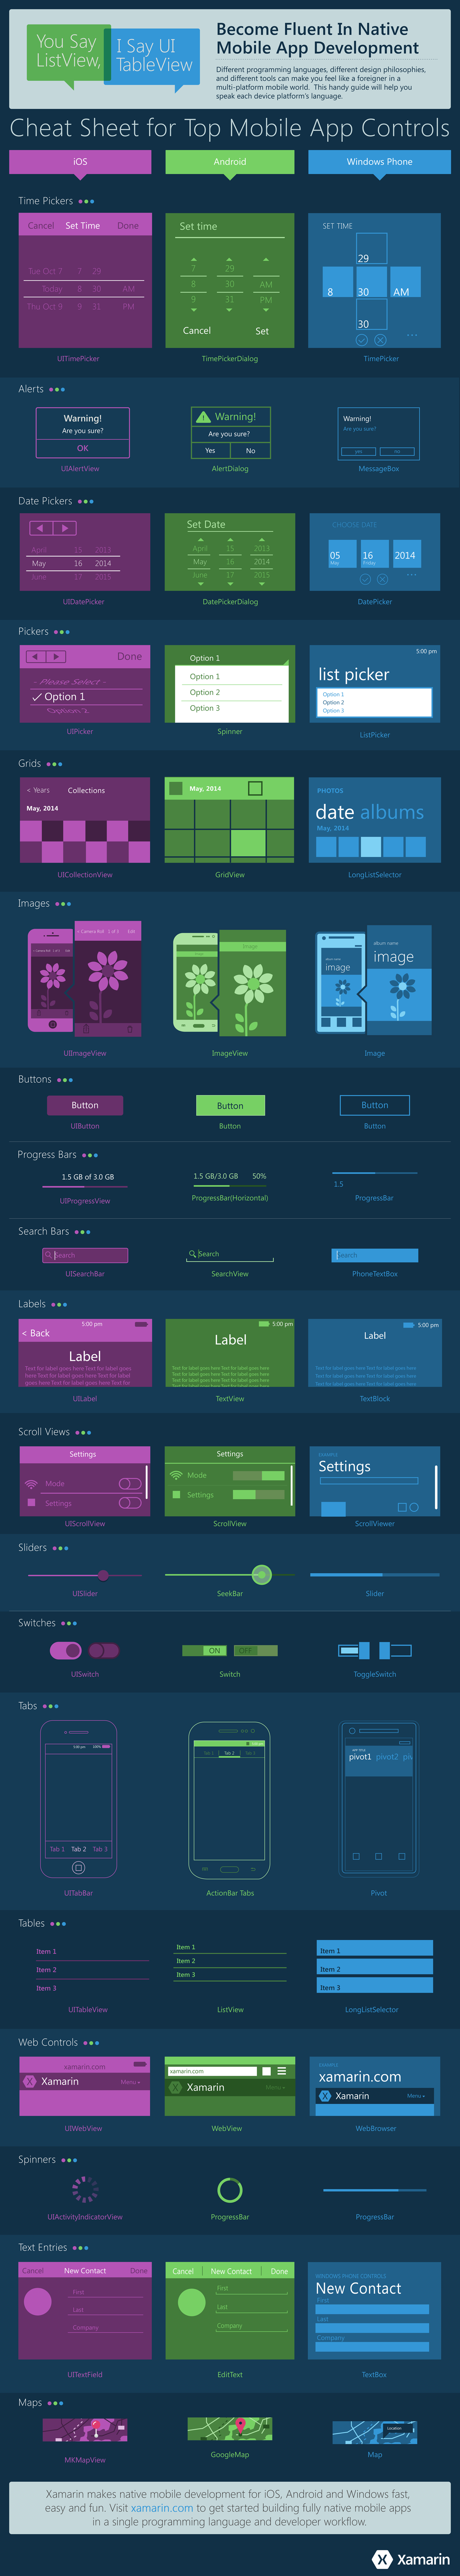 You Say
ListView,
I Say UI
TableView
Become Fluent In Native
Mobile App Development
Different programming languages, different design philosophies,
and different tools can make you feel like a foreigner in a
multi-platform mobile world. This handy guide will help you
speak each device platform's language.
Cheat Sheet for Top Mobile App Controls
iOS
Android
Windows Phone
Time Pickers
Cancel Set Time Done
Tue Oct 7 7 29
Today 8 30 AM
Thu Oct 9 9 31 PM
UITimePicker
Set time
7 29
8 30 AM
9 31 PM
Cancel Set
TimePickerDialog
SET TIME
29
8 30 AM
30
TimePicker
Alerts
Warning!
Are you sure?
OK
UIAlertView
Warning!
Are you sure?
Yes No
AlertDialog
Warning!
Are you sure?
yes no
MessageBox
Date Pickers
April 15 2013
May 16 2014
June 17 2015
UIDatePicker
Set Date
April 15 2013
May 16 2014
June 17 2015
DatePickerDialog
CHOOSE DATE
05 16 2014
May Friday
DatePicker
Pickers
Done
- Please Select -
Option 1
Option 2
UIPicker
Option 1
Option 1
Option 2
Option 3
Spinner
5:00 pm
list picker
Option 1
Option 2
Option 3
ListPicker
Grids
< Years Collections
May, 2014
UICollectionView
May, 2014
GridView
PHOTOS
date albums
May, 2014
LongListSelector
Images
< Camera Roll 1 of 3 Edit
UIImageView
Image
ImageView
album name
image
album name
image
Image
Buttons
Button
UIButton
Button
Button
Button
Button
Progress Bars
1.5 GB of 3.0 GB
UIProgressView
1.5 GB/3.0 GB 50%
ProgressBar(Horizontal)
1.5
ProgressBar
Search Bars
Search
UISearchBar
Search
SearchView
Search
PhoneTextBox
Labels
5:00 pm
< Back
Label
Text for label goes here Text for label goes
here Text for label goes here Text for label
goes here Text for label goes here Text for
UILabel
5:00 pm
Label
Text for label goes here Text for label goes here
Text for label goes here Text for label goes here
Text for label goes here Text for label goes here
Text for label goes here Text for label goes here
TextView
5:00 pm
Label
Text for label goes here Text for label goes here
Text for label goes here Text for label goes here
Text for label goes here Text for label goes here
TextBlock
Scroll Views
Settings
Mode
Settings
UIScrollView
Settings
Mode
Settings
ScrollView
EXAMPLE
Settings
ScrollViewer
Sliders
UISlider
SeekBar
Slider
Switches
UISwitch
ON OFF
Switch
ToggleSwitch
Tabs
5:00 pm 100%
Tab 1 Tab 2 Tab 3
UITabBar
Tab 1 Tab 2 Tab 3
ActionBar Tabs
APP TITLE
pivot1 pivot2 piv
Pivot
Tables
Item 1
Item 2
Item 3
UITableView
Item 1
Item 2
Item 3
ListView
Item 1
Item 2
Item 3
LongListSelector
Web Controls
xamarin.com
Xamarin Menu
UIWebView
xamarin.com
Xamarin Menu
WebView
EXAMPLE
xamarin.com
Xamarin Menu
WebBrowser
Spinners
UIActivityIndicatorView
ProgressBar
ProgressBar
Text Entries
Cancel New Contact Done
First
Last
Company
UITextField
Cancel New Contact Done
First
Last
Company
EditText
WINDOWS PHONE CONTROLS
New Contact
First
Last
Company
TextBox
Maps
MKMapView
GoogleMap
Location
Map
Xamarin makes native mobile development for iOS, Android and Windows fast,
easy and fun. Visit xamarin.com to get started building fully native mobile apps
in a single programming language and developer workflow.
Xamarin